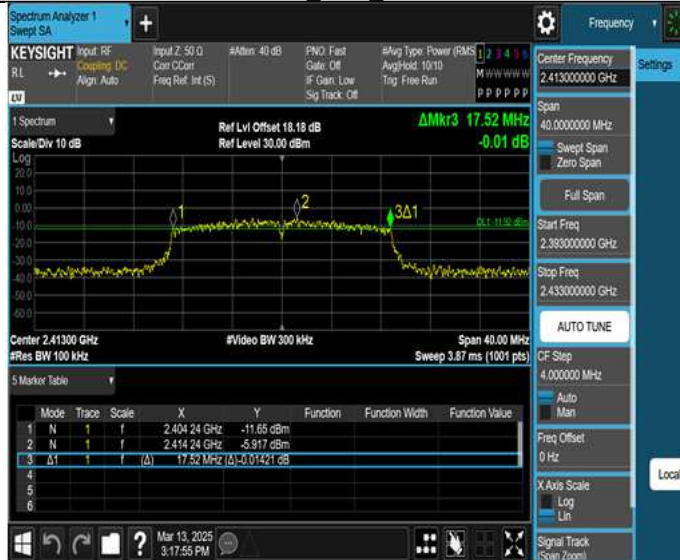 Spectrum Analyzer 1
Swept SA
+
Frequency
KEYSIGHT
RL
Input: RF
Coupling: DC
Align: Auto
Input Z: 50 Ω
Corr CCorr
Freq Ref: Int (S)
#Atten: 40 dB
PNO: Fast
Gate: Off
IF Gain: Low
Sig Track: Off
#Avg Type: Power (RMS
Avg|Hold: 10/10
Trig: Free Run
1 2 3 4 5 6
M W W W W W
P P P P P P
LV
1 Spectrum
Scale/Div 10 dB
Ref Lvl Offset 18.18 dB
Ref Level 30.00 dBm
ΔMkr3 17.52 MHz
-0.01 dB
Log
20.0
10.0
0.00
-10.0
-20.0
-30.0
-40.0
-50.0
-60.0
1
2
3Δ1
DL1 -11.92 dBm
Center 2.41300 GHz
#Res BW 100 kHz
#Video BW 300 kHz
Span 40.00 MHz
Sweep 3.87 ms (1001 pts)
5 Marker Table
Mode Trace Scale X Y Function Function Width Function Value
1 N 1 f 2.404 24 GHz -11.65 dBm
2 N 1 f 2.414 24 GHz -5.917 dBm
3 Δ1 1 f (Δ) 17.52 MHz (Δ) -0.01421 dB
4
5
6
?
Mar 13, 2025
3:17:55 PM
Center Frequency
2.413000000 GHz
Settings
Span
40.0000000 MHz
Swept Span
Zero Span
Full Span
Start Freq
2.393000000 GHz
Stop Freq
2.433000000 GHz
AUTO TUNE
CF Step
4.000000 MHz
Auto
Man
Freq Offset
0 Hz
Local
X Axis Scale
Log
Lin
Signal Track
(Span Zoom)